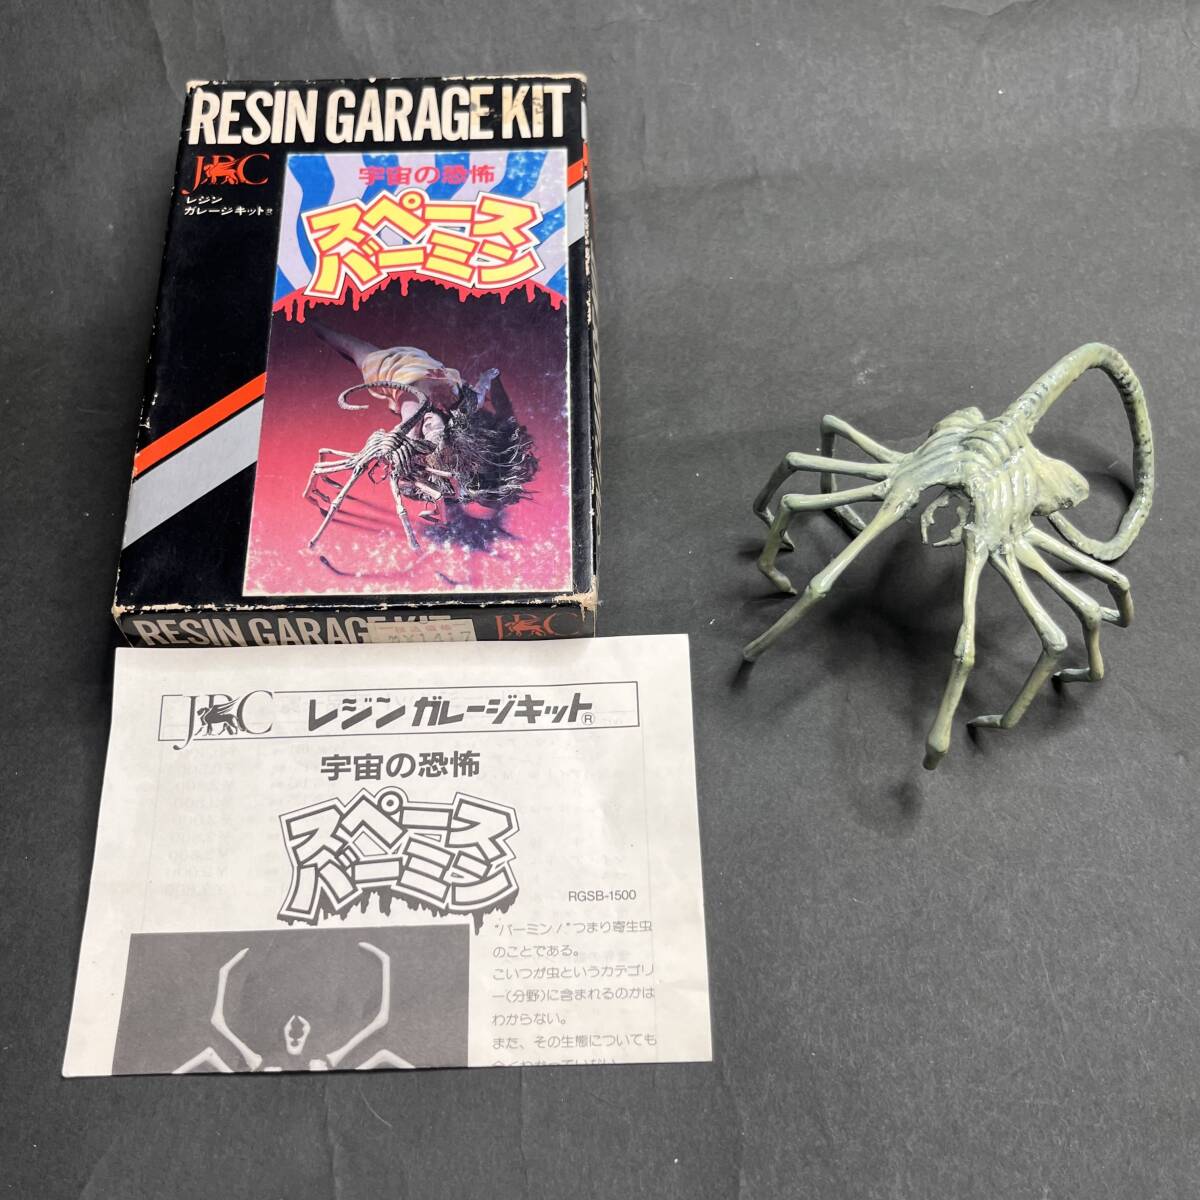 RESIN GARAGE KIT
JBC
レジン
ガレージキット®
宇宙の恐怖
スペース
バーミン
RESIN GARAGE KIT
JBC
JBC レジンガレージキット®
宇宙の恐怖
スペース
バーミン
RGSB-1500
"バーミン!"つまり寄生虫
のことである。
こいつが虫というカテゴリ
ー(分野)に含まれるのかは
わからない。
また、その生態についても